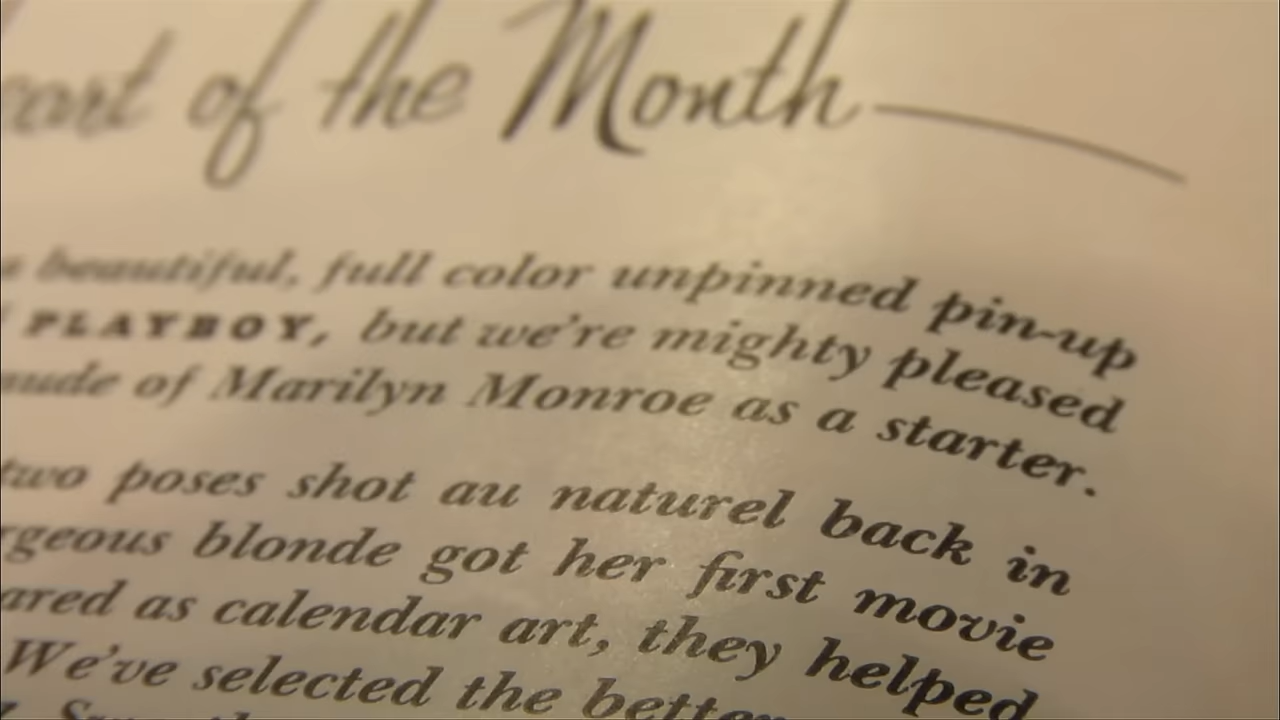 eart of the Month
a beautiful, full color unpinned pin-up
PLAYBOY, but we're mighty pleased
nude of Marilyn Monroe as a starter.
two poses shot au naturel back in
rgeous blonde got her first movie
ared as calendar art, they helped
We've selected the better